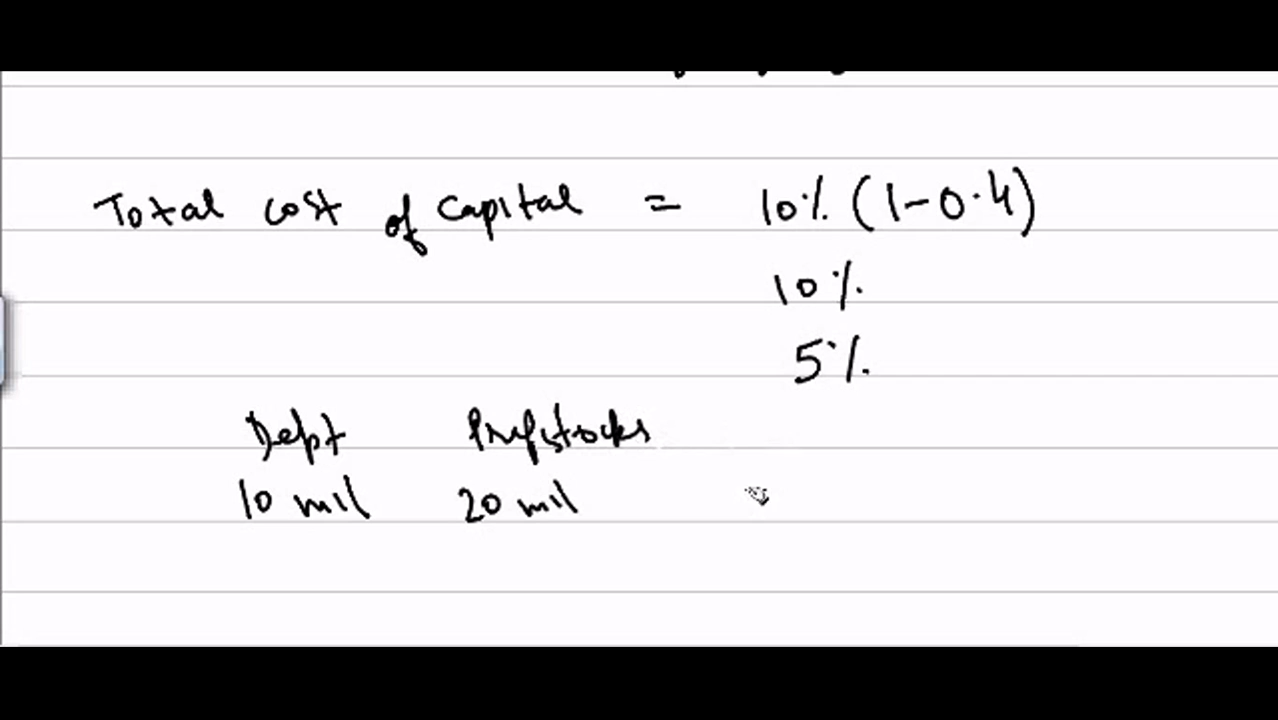 Total cost of capital = 10% (1-0.4)
10%
5%
Dept Prefstocks
10 mil 20 mil